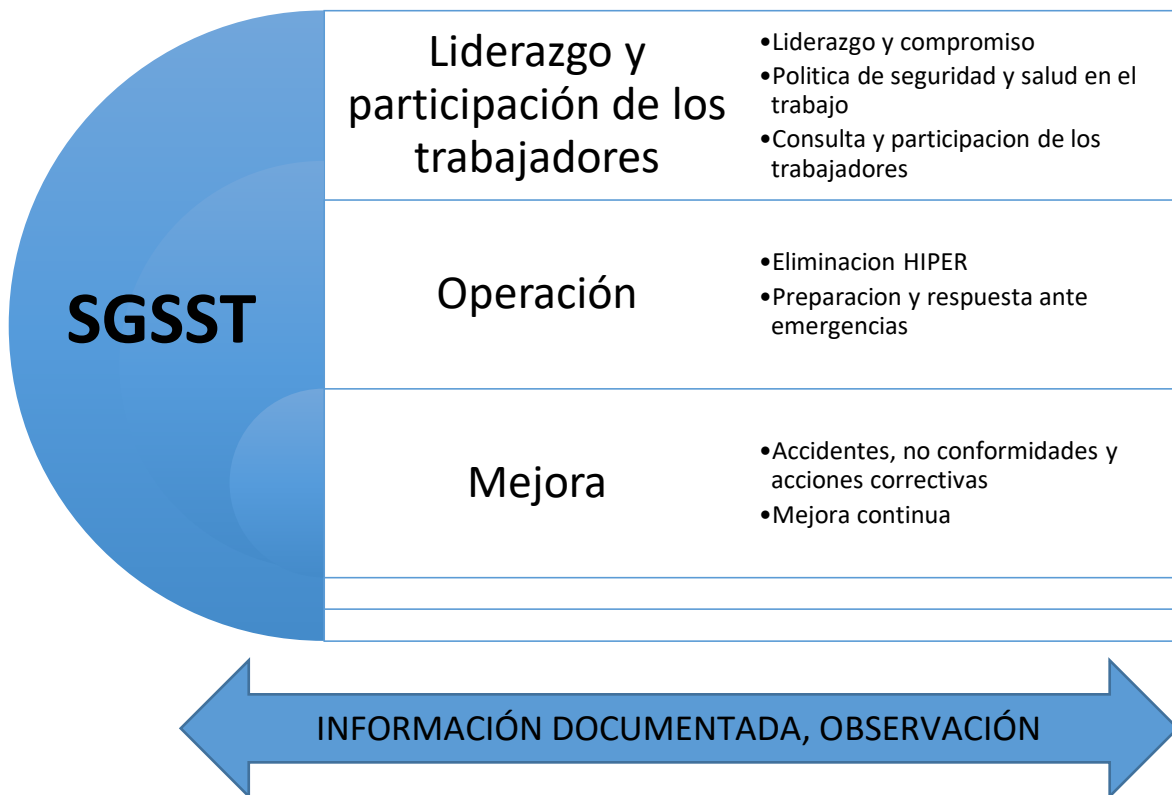 SGSST
Liderazgo y
participación de los
trabajadores
•Liderazgo y compromiso
•Politica de seguridad y salud en el
trabajo
•Consulta y participacion de los
trabajadores
Operación
•Eliminacion HIPER
•Preparacion y respuesta ante
emergencias
Mejora
•Accidentes, no conformidades y
acciones correctivas
•Mejora continua
INFORMACIÓN DOCUMENTADA, OBSERVACIÓN